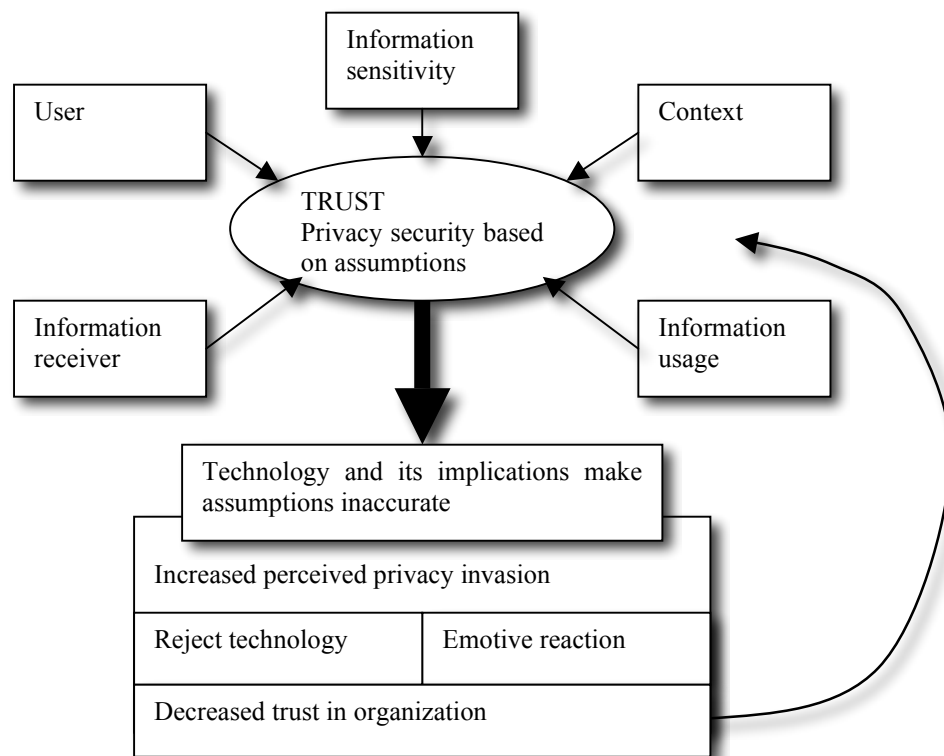 Information
sensitivity
User
Context
TRUST
Privacy security based
on assumptions
Information
receiver
Information
usage
Technology and its implications make
assumptions inaccurate
Increased perceived privacy invasion
Reject technology
Emotive reaction
Decreased trust in organization